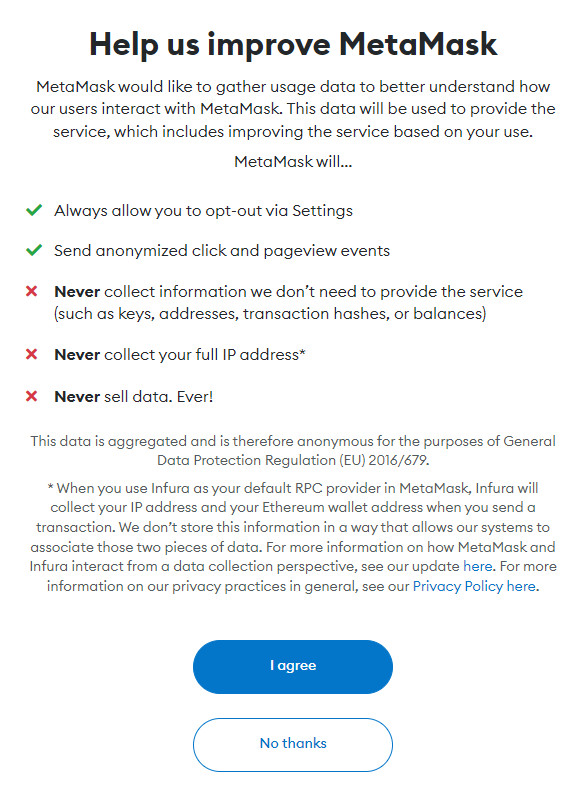 Help us improve MetaMask
MetaMask would like to gather usage data to better understand how
our users interact with MetaMask. This data will be used to provide the
service, which includes improving the service based on your use.
MetaMask will...
Always allow you to opt-out via Settings
Send anonymized click and pageview events
Never collect information we don’t need to provide the service
(such as keys, addresses, transaction hashes, or balances)
Never collect your full IP address*
Never sell data. Ever!
This data is aggregated and is therefore anonymous for the purposes of General
Data Protection Regulation (EU) 2016/679.
* When you use Infura as your default RPC provider in MetaMask, Infura will
collect your IP address and your Ethereum wallet address when you send a
transaction. We don’t store this information in a way that allows our systems to
associate those two pieces of data. For more information on how MetaMask and
Infura interact from a data collection perspective, see our update here. For more
information on our privacy practices in general, see our Privacy Policy here.
I agree
No thanks